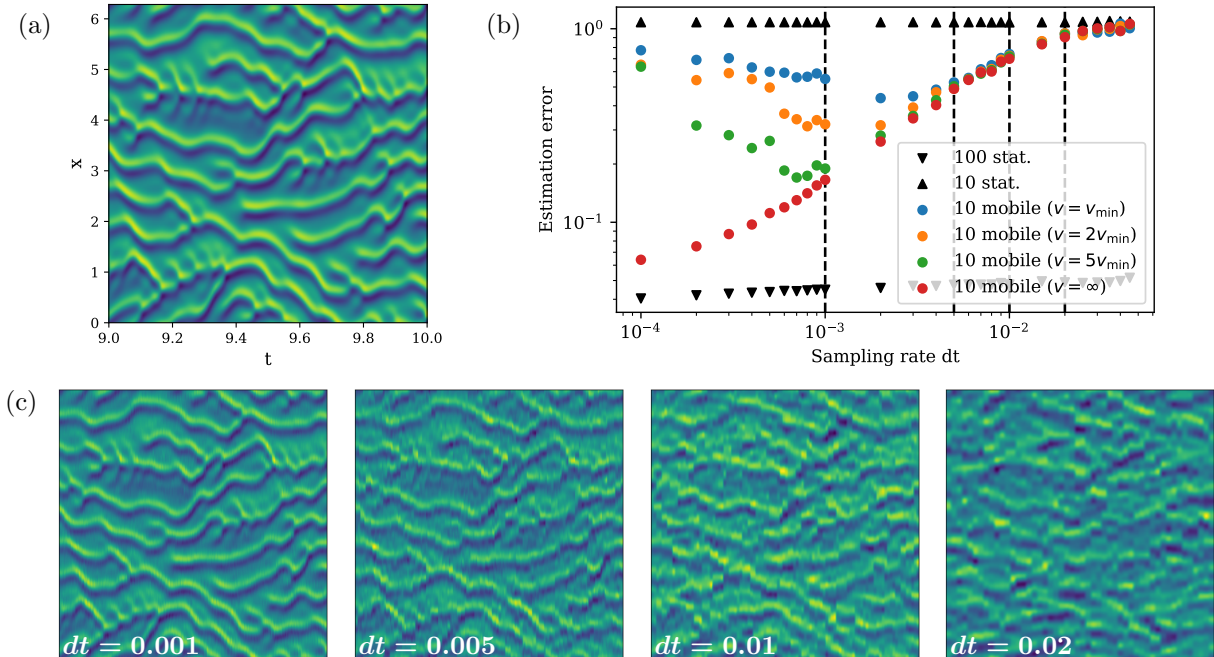 (a)
x
6
5
4
3
2
1
0
9.0 9.2 9.4 9.6 9.8 10.0
t
(b)
Estimation error
10⁰
10⁻¹
10⁻⁴ 10⁻³ 10⁻²
Sampling rate dt
100 stat.
10 stat.
10 mobile (v = vₘᵢₙ)
10 mobile (v = 2vₘᵢₙ)
10 mobile (v = 5vₘᵢₙ)
10 mobile (v = ∞)
(c)
dt = 0.001
dt = 0.005
dt = 0.01
dt = 0.02